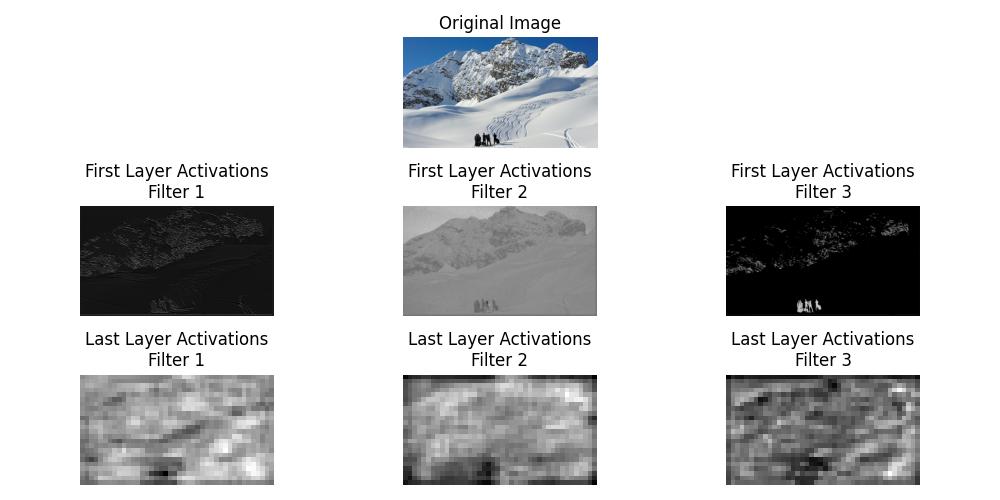 Original Image
First Layer Activations
Filter 1
First Layer Activations
Filter 2
First Layer Activations
Filter 3
Last Layer Activations
Filter 1
Last Layer Activations
Filter 2
Last Layer Activations
Filter 3